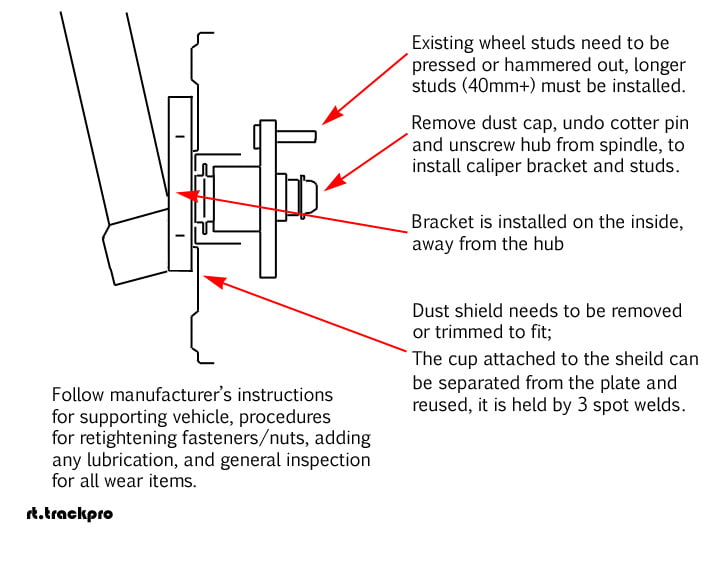 Existing wheel studs need to be
pressed or hammered out, longer
studs (40mm+) must be installed.
Remove dust cap, undo cotter pin
and unscrew hub from spindle, to
install caliper bracket and studs.
Bracket is installed on the inside,
away from the hub
Dust shield needs to be removed
or trimmed to fit;
The cup attached to the sheild can
be separated from the plate and
reused, it is held by 3 spot welds.
Follow manufacturer's instructions
for supporting vehicle, procedures
for retightening fasteners/nuts, adding
any lubrication, and general inspection
for all wear items.
rt.trackpro